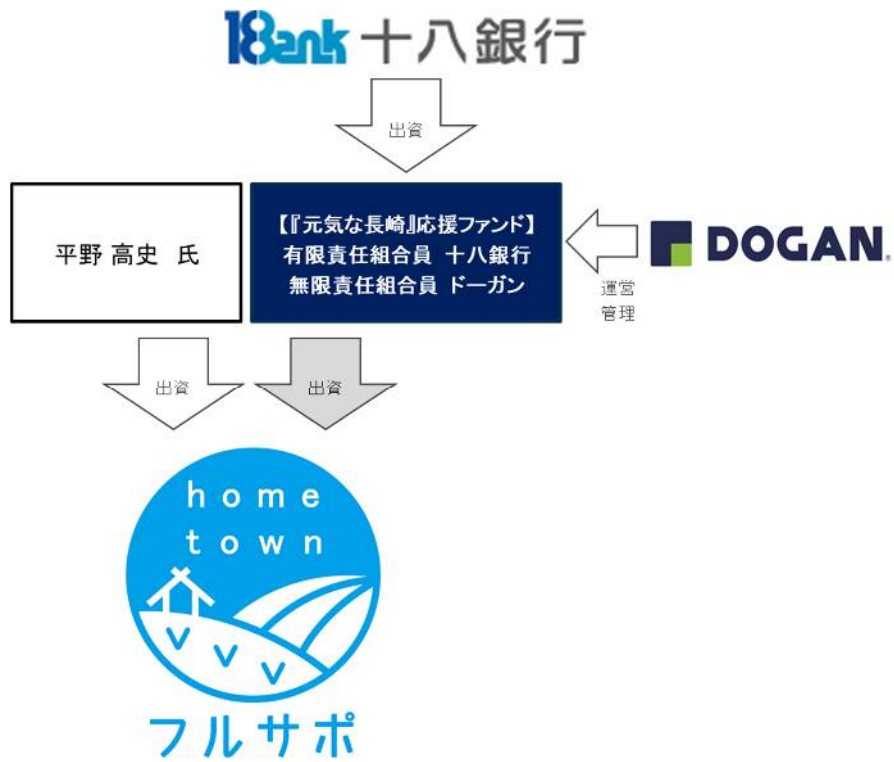 18Bank 十八銀行
出資
平野 高史 氏
【『元気な長崎』応援ファンド】
有限責任組合員 十八銀行
無限責任組合員 ドーガン
DOGAN®
運営
管理
出資
出資
home
town
フルサポ